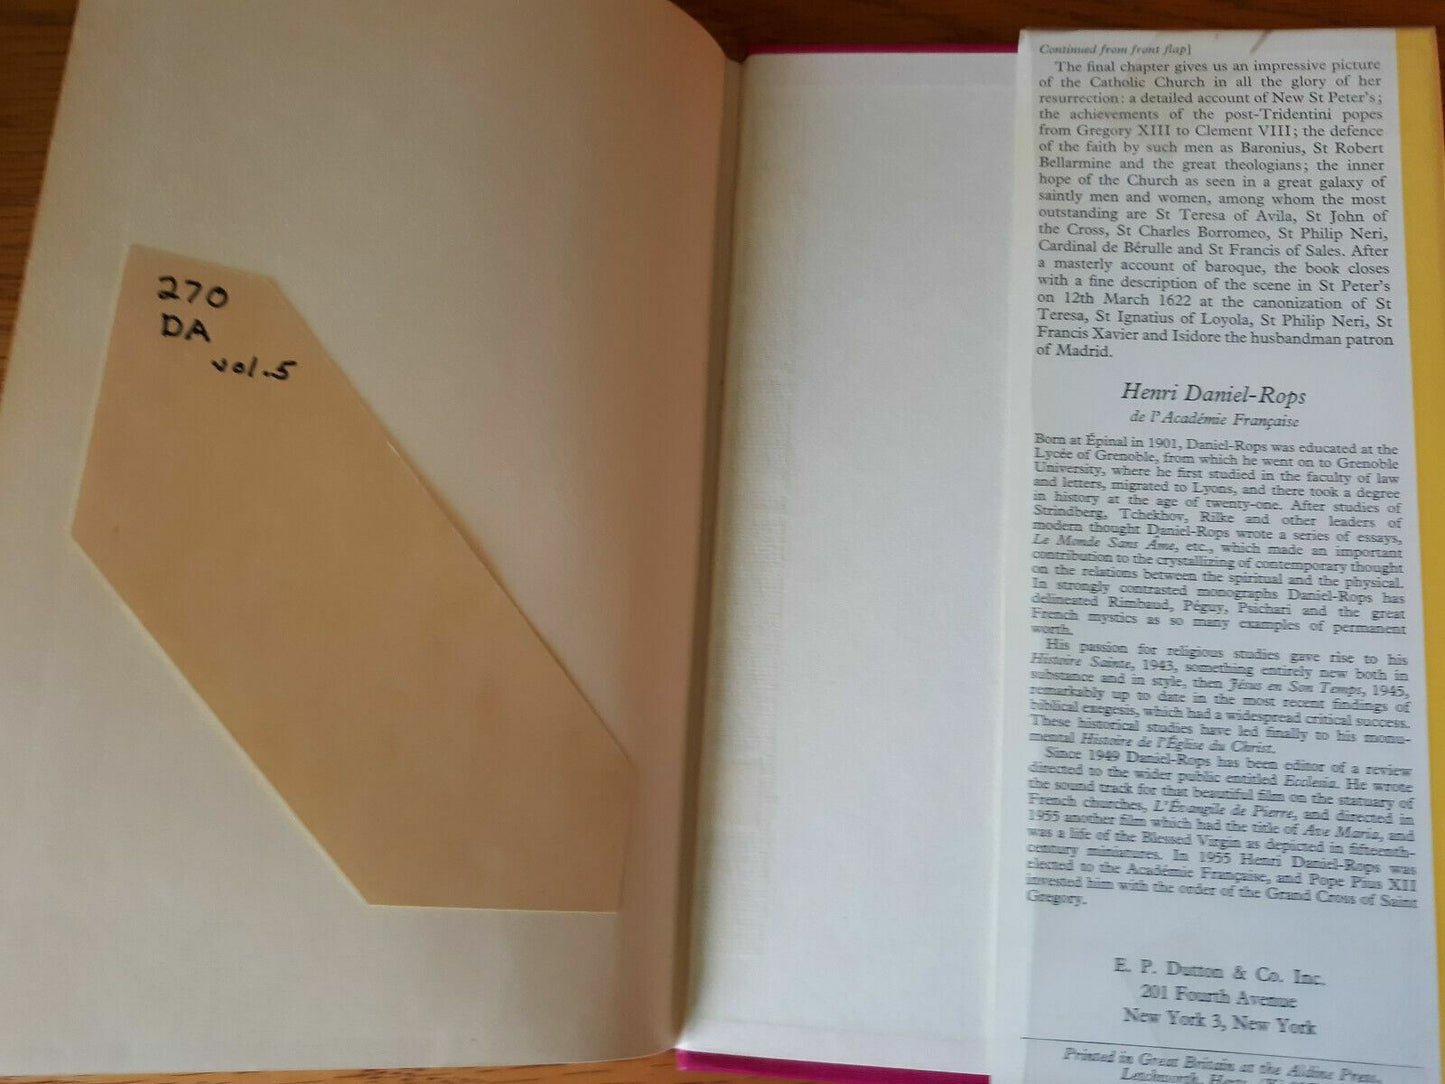 270
DA
vol.5
Continued from front flap]
The final chapter gives us an impressive picture
of the Catholic Church in all the glory of her
resurrection: a detailed account of New St Peter's;
the achievements of the post-Tridentini popes
from Gregory XIII to Clement VIII; the defence
of the faith by such men as Baronius, St Robert
Bellarmine and the great theologians; the inner
hope of the Church as seen in a great galaxy of
saintly men and women, among whom the most
outstanding are St Teresa of Avila, St John of
the Cross, St Charles Borromeo, St Philip Neri,
Cardinal de Bérulle and St Francis of Sales. After
a masterly account of baroque, the book closes
with a fine description of the scene in St Peter's
on 12th March 1622 at the canonization of St
Teresa, St Ignatius of Loyola, St Philip Neri, St
Francis Xavier and Isidore the husbandman patron
of Madrid.
Henri Daniel-Rops
de l'Académie Française
Born at Épinal in 1901, Daniel-Rops was educated at the
Lycée of Grenoble, from which he went on to Grenoble
University, where he first studied in the faculty of law
and letters, migrated to Lyons, and there took a degree
in history at the age of twenty-one. After studies of
Strindberg, Tchekhov, Rilke and other leaders of
modern thought Daniel-Rops wrote a series of essays,
Le Monde Sans Âme, etc., which made an important
contribution to the crystallizing of contemporary thought
on the relations between the spiritual and the physical.
In strongly contrasted monographs Daniel-Rops has
delineated Rimbaud, Péguy, Psichari and the great
French mystics as so many examples of permanent
worth.
His passion for religious studies gave rise to his
Histoire Sainte, 1943, something entirely new both in
substance and in style, then Jésus en Son Temps, 1945,
remarkably up to date in the most recent findings of
biblical exegesis, which had a widespread critical success.
These historical studies have led finally to his monu-
mental Histoire de l'Église du Christ.
Since 1949 Daniel-Rops has been editor of a review
directed to the wider public entitled Ecclesia. He wrote
the sound track for that beautiful film on the statuary of
French churches, L'Évangile de Pierre, and directed in
1955 another film which had the title of Ave Maria, and
was a life of the Blessed Virgin as depicted in fifteenth-
century miniatures. In 1955 Henri Daniel-Rops was
elected to the Académie Française, and Pope Pius XII
invested him with the order of the Grand Cross of Saint
Gregory.
E. P. Dutton & Co. Inc.
201 Fourth Avenue
New York 3, New York
Printed in Great Britain at the Aldine Press
Letchworth,